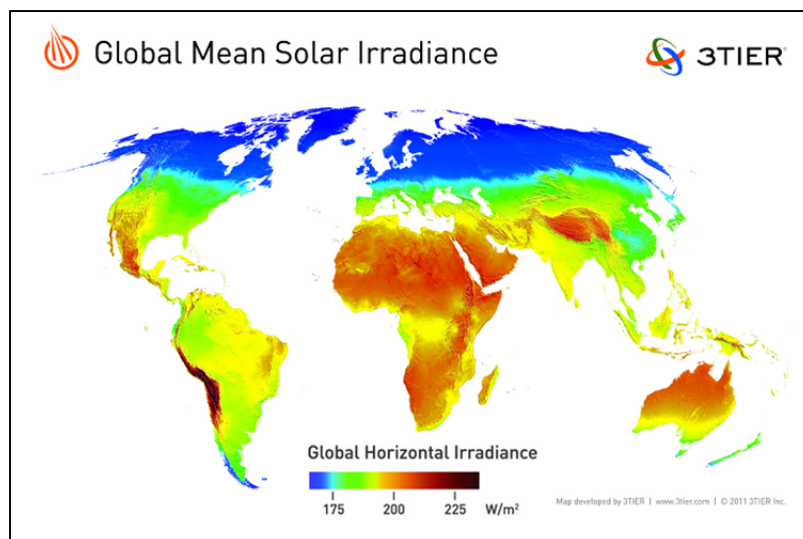 Global Mean Solar Irradiance
3TIER®
Global Horizontal Irradiance
175 200 225 W/m²
Map developed by 3TIER | www.3tier.com | © 2011 3TIER Inc.